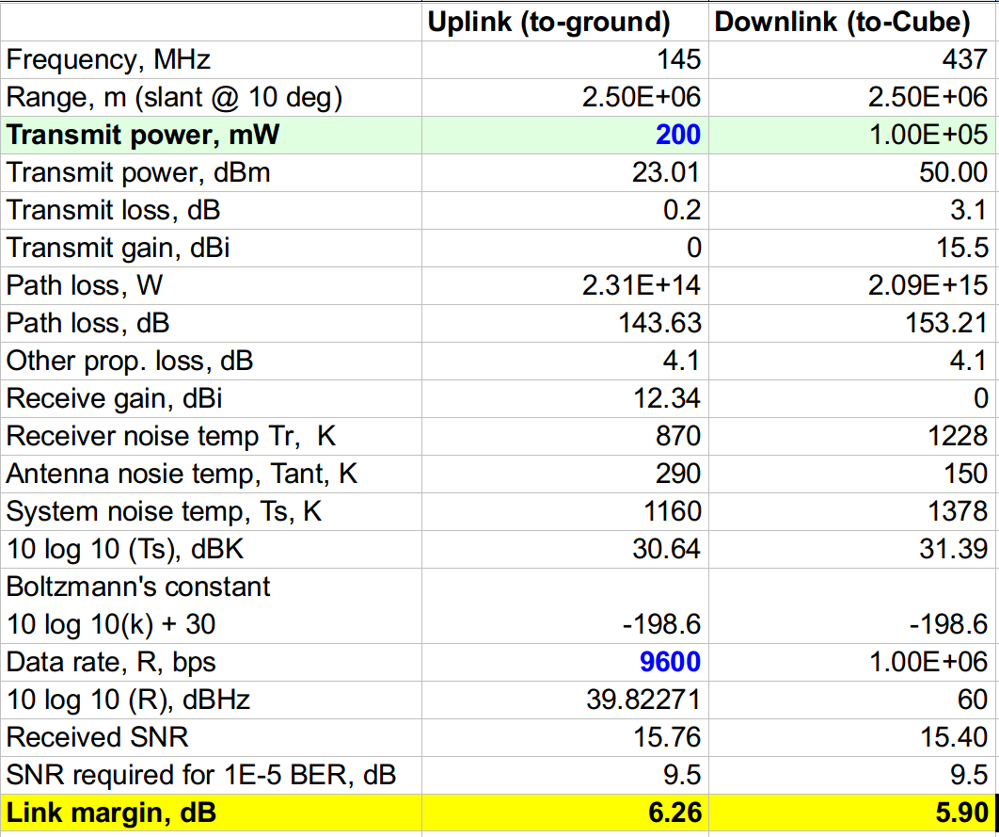 Uplink (to-ground) Downlink (to-Cube)
Frequency, MHz 145 437
Range, m (slant @ 10 deg) 2.50E+06 2.50E+06
Transmit power, mW 200 1.00E+05
Transmit power, dBm 23.01 50.00
Transmit loss, dB 0.2 3.1
Transmit gain, dBi 0 15.5
Path loss, W 2.31E+14 2.09E+15
Path loss, dB 143.63 153.21
Other prop. loss, dB 4.1 4.1
Receive gain, dBi 12.34 0
Receiver noise temp Tr, K 870 1228
Antenna nosie temp, Tant, K 290 150
System noise temp, Ts, K 1160 1378
10 log 10 (Ts), dBK 30.64 31.39
Boltzmann's constant
10 log 10(k) + 30 -198.6 -198.6
Data rate, R, bps 9600 1.00E+06
10 log 10 (R), dBHz 39.82271 60
Received SNR 15.76 15.40
SNR required for 1E-5 BER, dB 9.5 9.5
Link margin, dB 6.26 5.90